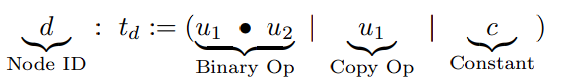 d : t_d := (u_1 • u_2 | u_1 | c )
Node ID Binary Op Copy Op Constant